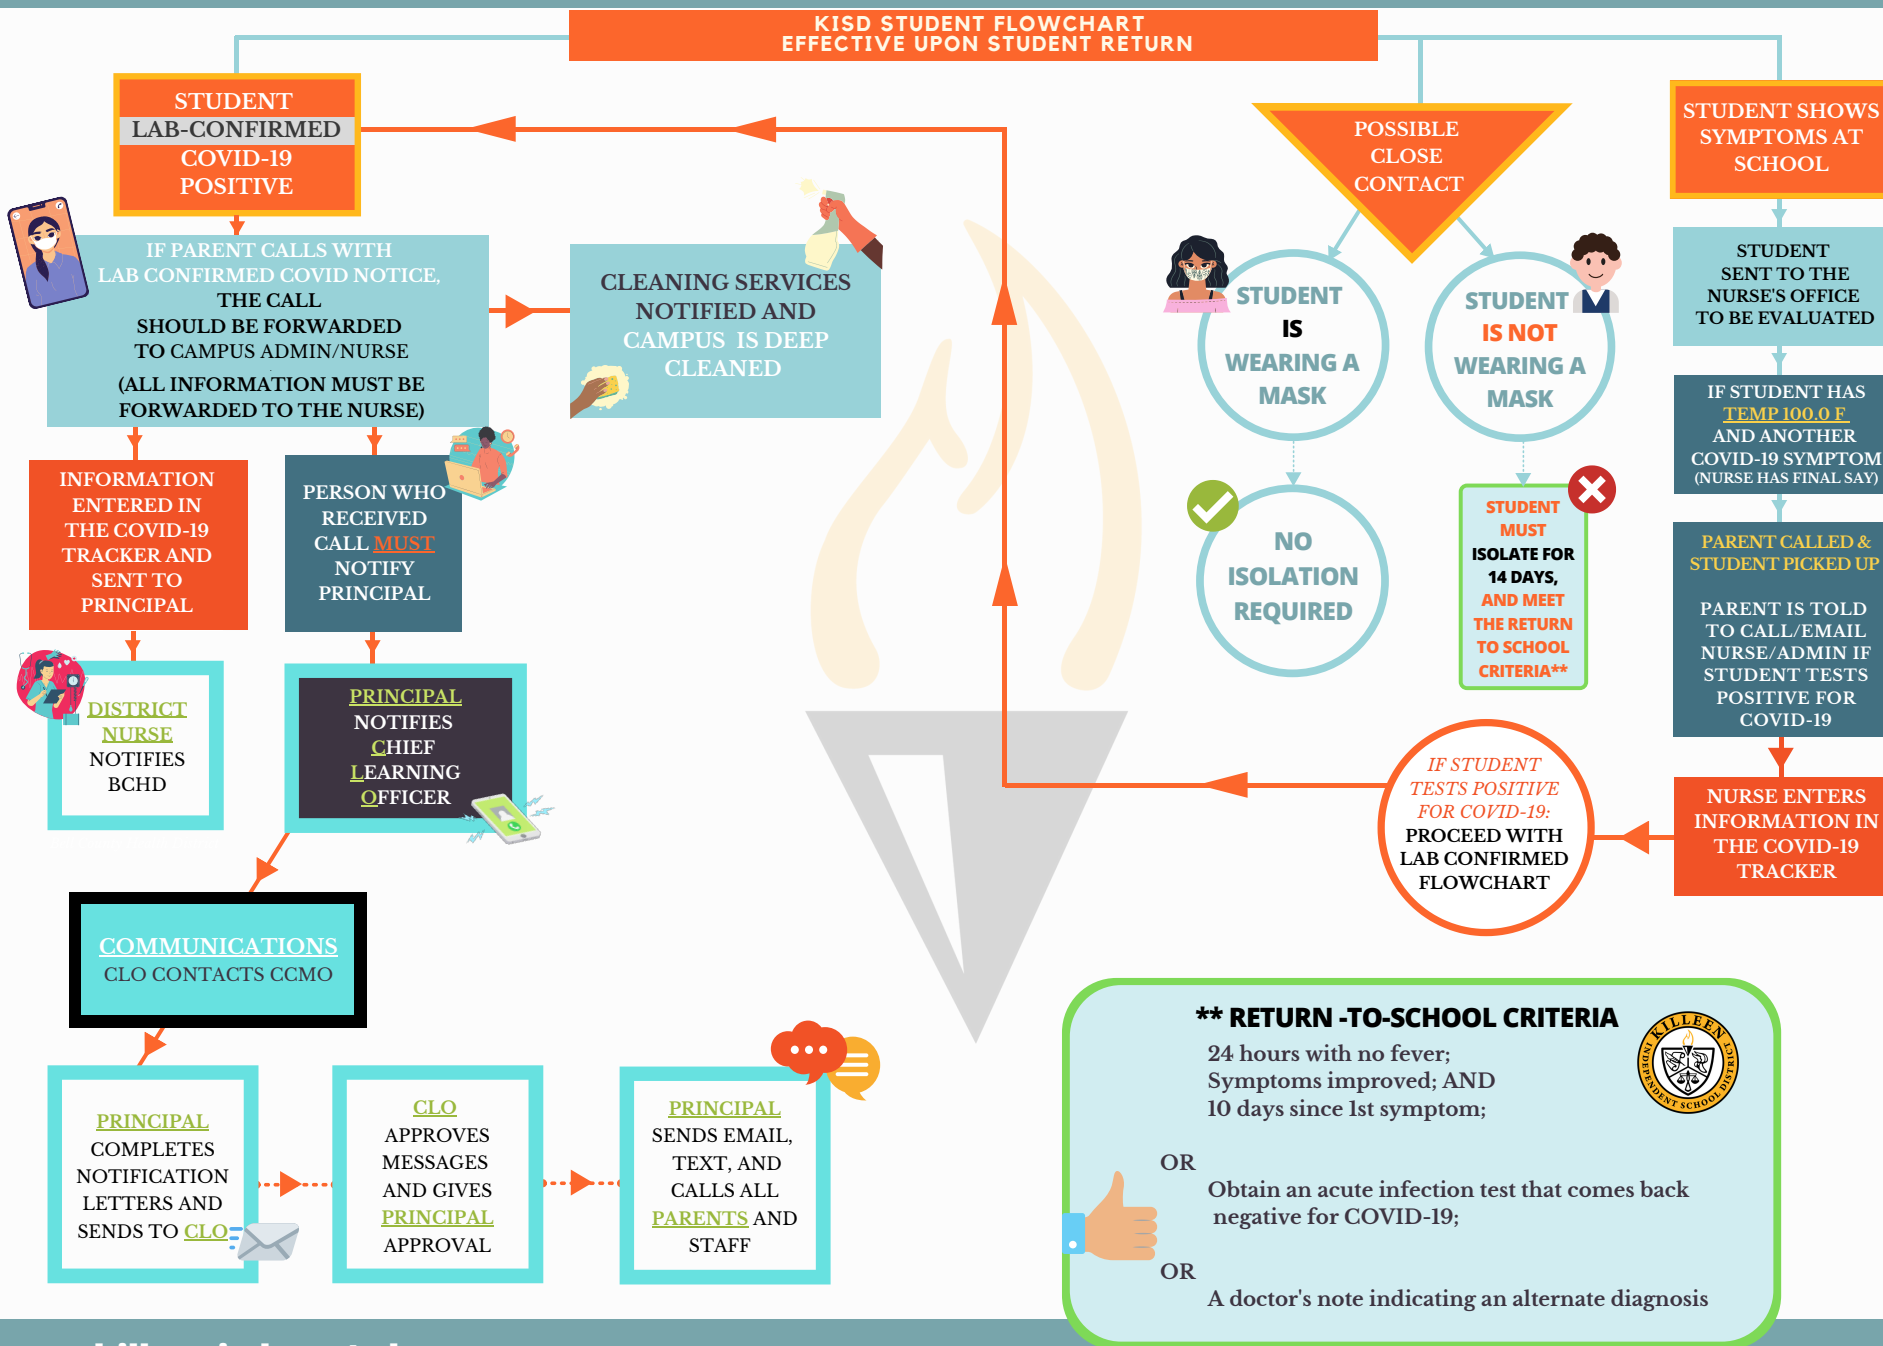 KISD STUDENT FLOWCHART
EFFECTIVE UPON STUDENT RETURN
STUDENT
LAB-CONFIRMED
COVID-19
POSITIVE
IF PARENT CALLS WITH
LAB CONFIRMED COVID NOTICE,
THE CALL
SHOULD BE FORWARDED
TO CAMPUS ADMIN/NURSE
(ALL INFORMATION MUST BE
FORWARDED TO THE NURSE)
CLEANING SERVICES
NOTIFIED AND
CAMPUS IS DEEP
CLEANED
INFORMATION
ENTERED IN
THE COVID-19
TRACKER AND
SENT TO
PRINCIPAL
PERSON WHO
RECEIVED
CALL MUST
NOTIFY
PRINCIPAL
DISTRICT
NURSE
NOTIFIES
BCHD
PRINCIPAL
NOTIFIES
CHIEF
LEARNING
OFFICER
COMMUNICATIONS
CLO CONTACTS CCMO
PRINCIPAL
COMPLETES
NOTIFICATION
LETTERS AND
SENDS TO CLO
CLO
APPROVES
MESSAGES
AND GIVES
PRINCIPAL
APPROVAL
PRINCIPAL
SENDS EMAIL,
TEXT, AND
CALLS ALL
PARENTS AND
STAFF
POSSIBLE
CLOSE
CONTACT
STUDENT
IS
WEARING A
MASK
NO
ISOLATION
REQUIRED
STUDENT
IS NOT
WEARING A
MASK
STUDENT
MUST
ISOLATE FOR
14 DAYS,
AND MEET
THE RETURN
TO SCHOOL
CRITERIA**
STUDENT SHOWS
SYMPTOMS AT
SCHOOL
STUDENT
SENT TO THE
NURSE'S OFFICE
TO BE EVALUATED
IF STUDENT HAS
TEMP 100.0 F
AND ANOTHER
COVID-19 SYMPTOM
(NURSE HAS FINAL SAY)
PARENT CALLED &
STUDENT PICKED UP
PARENT IS TOLD
TO CALL/EMAIL
NURSE/ADMIN IF
STUDENT TESTS
POSITIVE FOR
COVID-19
NURSE ENTERS
INFORMATION IN
THE COVID-19
TRACKER
IF STUDENT
TESTS POSITIVE
FOR COVID-19:
PROCEED WITH
LAB CONFIRMED
FLOWCHART
** RETURN -TO-SCHOOL CRITERIA
24 hours with no fever;
Symptoms improved; AND
10 days since 1st symptom;
OR
Obtain an acute infection test that comes back
negative for COVID-19;
OR
A doctor's note indicating an alternate diagnosis
KILLEEN
INDEPENDENT SCHOOL DISTRICT